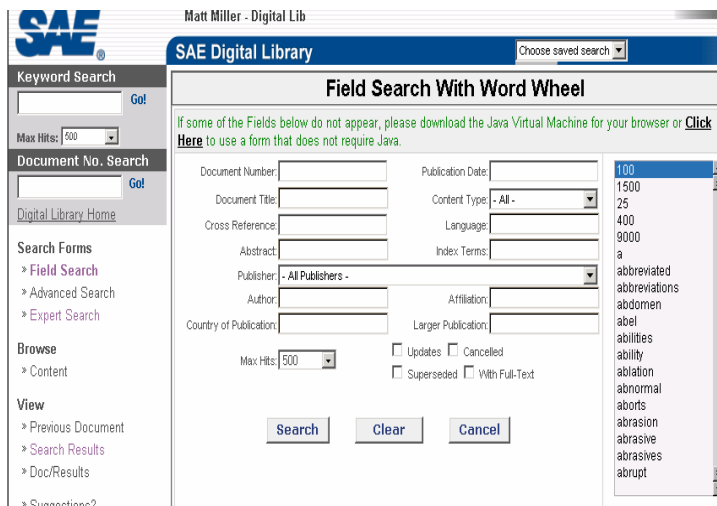 SAE®
Matt Miller - Digital Lib
SAE Digital Library
Choose saved search
Keyword Search
Go!
Max Hits: 500
Document No. Search
Go!
Digital Library Home
Search Forms
» Field Search
» Advanced Search
» Expert Search
Browse
» Content
View
» Previous Document
» Search Results
» Doc/Results
» Suggestions?
Field Search With Word Wheel
If some of the Fields below do not appear, please download the Java Virtual Machine for your browser or Click
Here to use a form that does not require Java.
Document Number: Publication Date:
Document Title: Content Type: - All -
Cross Reference: Language:
Abstract: Index Terms:
Publisher: - All Publishers -
Author: Affiliation:
Country of Publication: Larger Publication:
Max Hits: 500 Updates Cancelled
Superseded With Full-Text
Search Clear Cancel
100
1500
25
400
9000
a
abbreviated
abbreviations
abdomen
abel
abilities
ability
ablation
abnormal
aborts
abrasion
abrasive
abrasives
abrupt